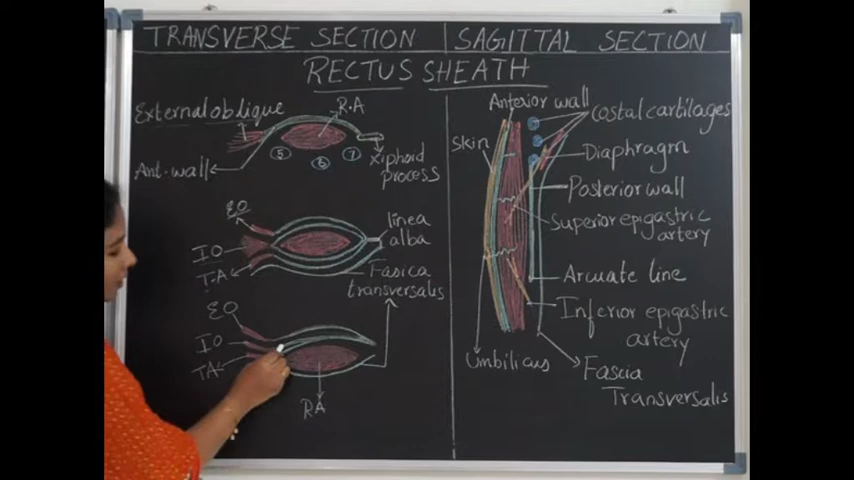 TRANSVERSE SECTION
SAGITTAL SECTION
RECTUS SHEATH
External oblique
R.A
Ant.wall
5
6
7
xiphoid
process
EO
IO
T.A
linea
alba
Fasica
transversalis
EO
IO
TA
RA
Anterior wall
Costal cartilages
Skin
Diaphragm
Posterior wall
Superior epigastric
artery
Arcuate line
Inferior epigastric
artery
Umbilicus
Fascia
Transversalis